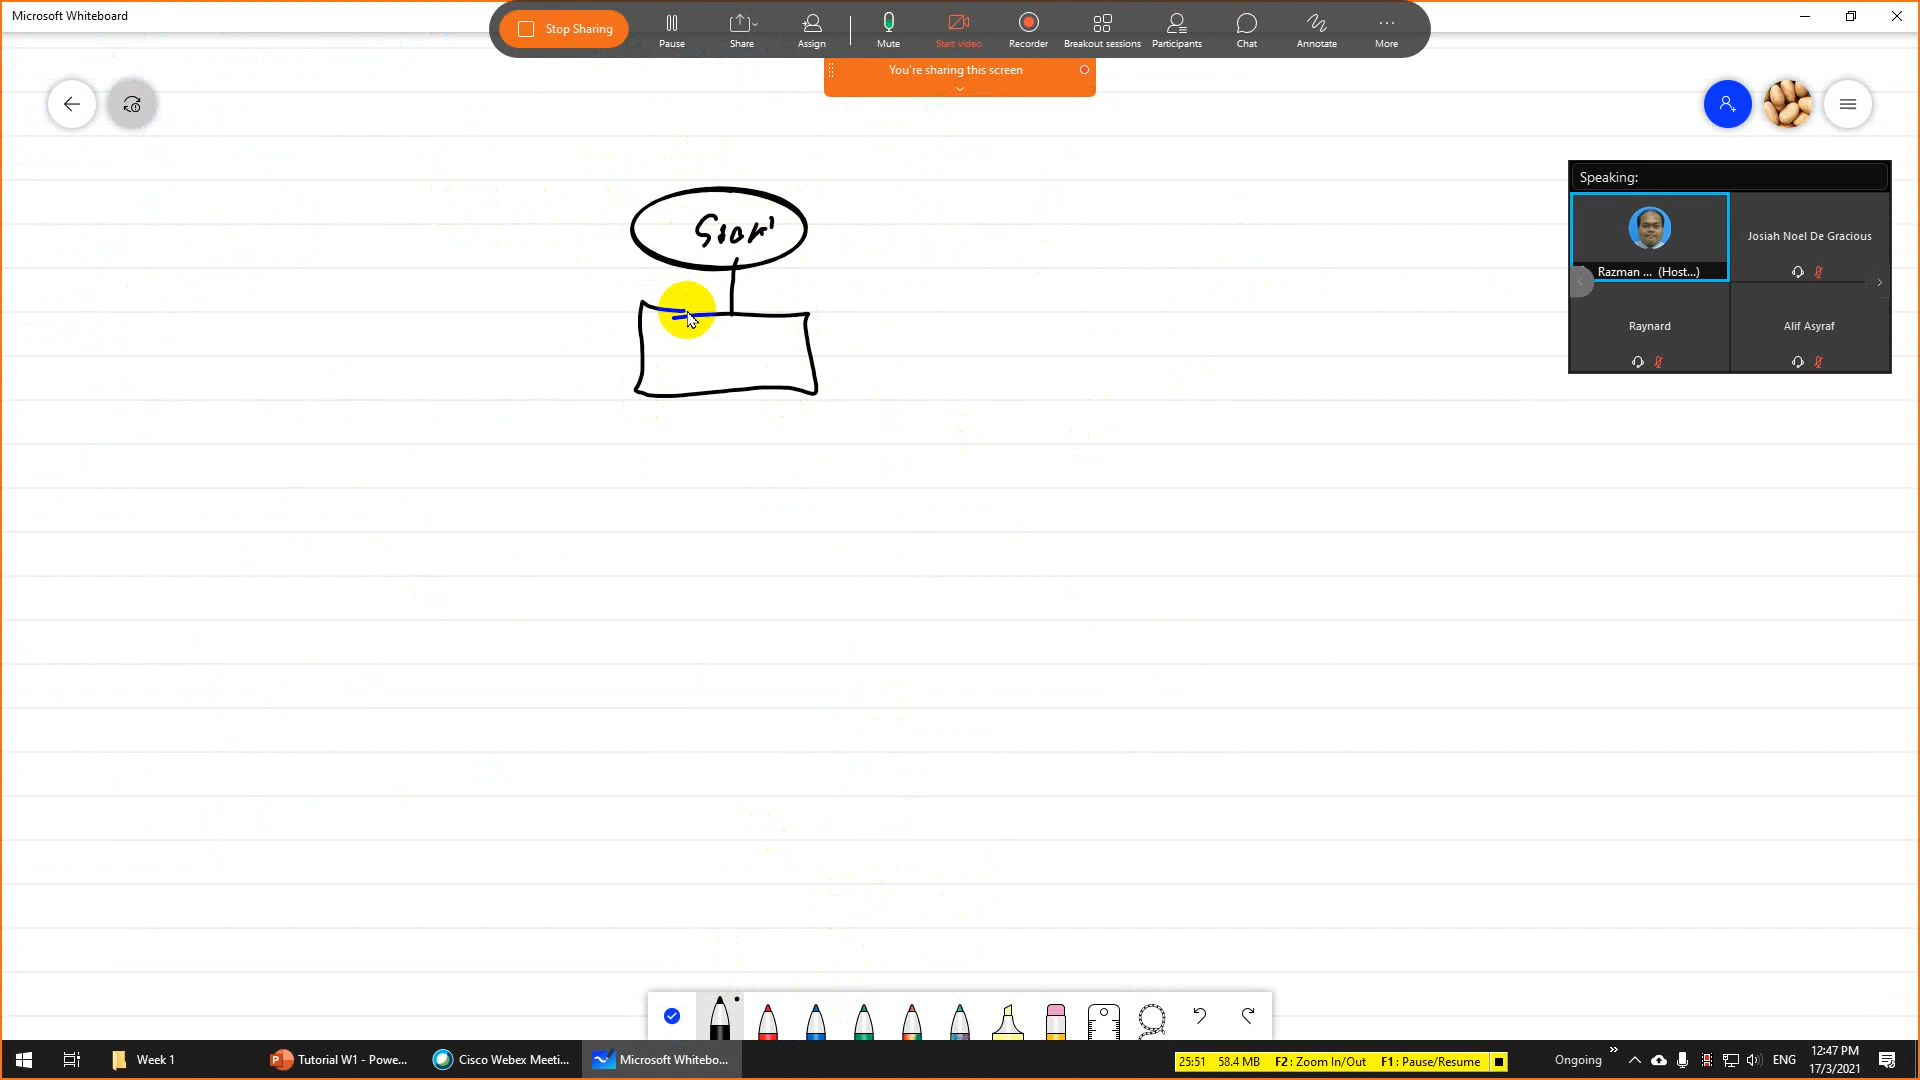 Microsoft Whiteboard
Stop Sharing
Pause
Share
Assign
Mute
Start video
Recorder
Breakout sessions
Participants
Chat
Annotate
More
You're sharing this screen
Speaking:
Razman ... (Host...)
Josiah Noel De Gracious
Raynard
Alif Asyraf
Start
Week 1
Tutorial W1 - Powe...
Cisco Webex Meeti...
Microsoft Whitebo...
25:51 58.4 MB F2 : Zoom In/Out F1 : Pause/Resume
Ongoing
ENG
12:47 PM
17/3/2021